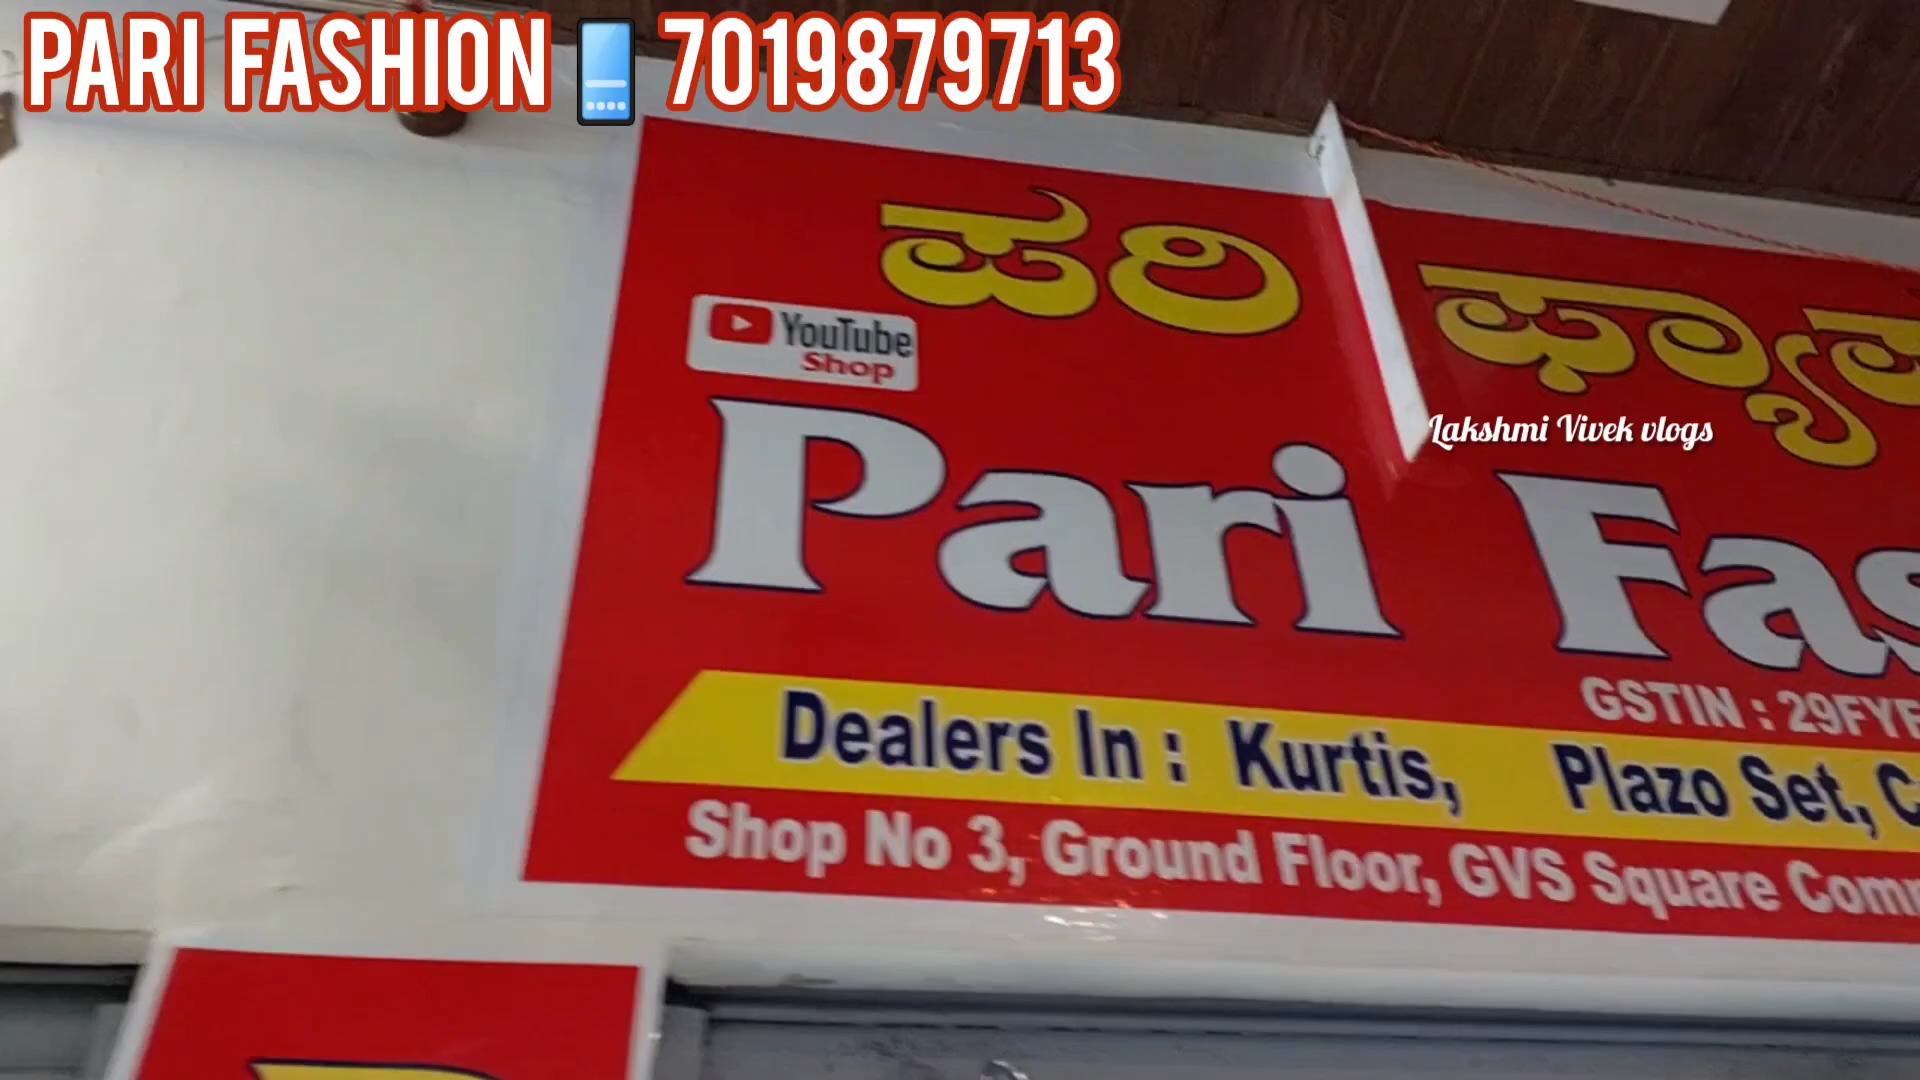 PARI FASHION 7019879713
ಪರಿ
YouTube
Shop
Pari
Lakshmi Vivek vlogs
GSTIN :
Dealers In : Kurtis, Plazo Set,
Shop No 3, Ground Floor, GVS Square